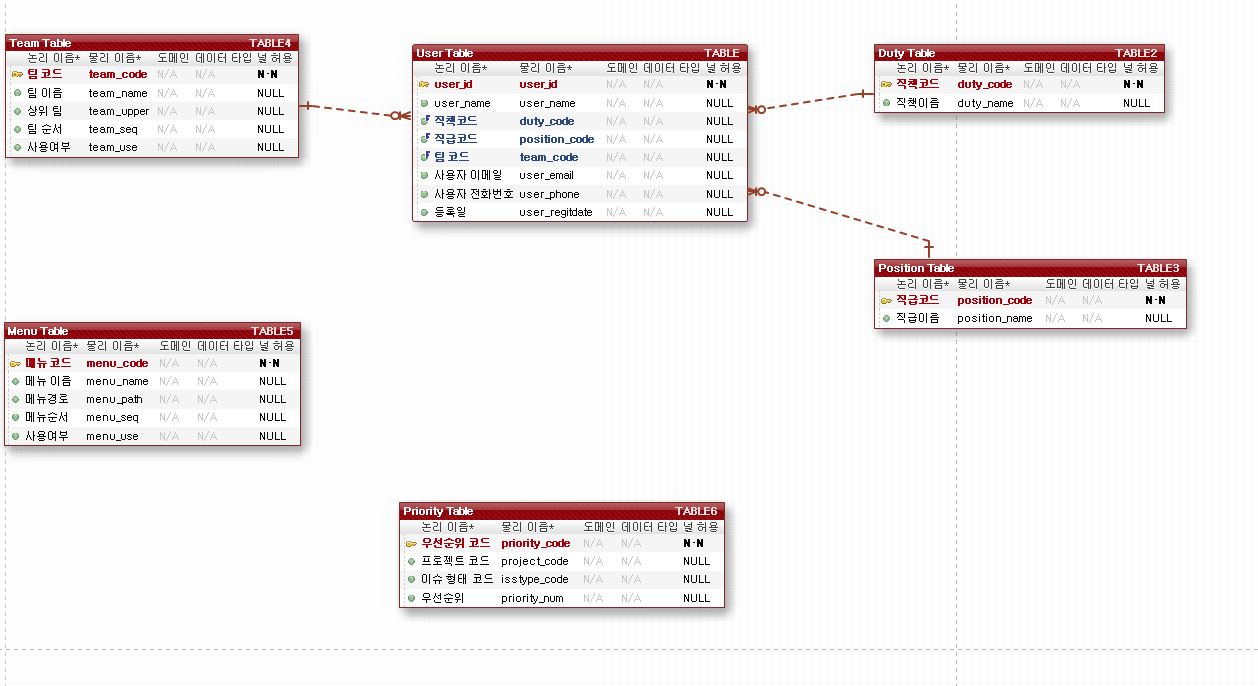 Team Table TABLE4
논리 이름* 물리 이름* 도메인 데이터 타입 널 허용
팀 코드 team_code N/A N/A N-N
팀 이름 team_name N/A N/A NULL
상위 팀 team_upper N/A N/A NULL
팀 순서 team_seq N/A N/A NULL
사용여부 team_use N/A N/A NULL
User Table TABLE
논리 이름* 물리 이름* 도메인 데이터 타입 널 허용
user_id user_id N/A N/A N-N
user_name user_name N/A N/A NULL
직책코드 duty_code N/A N/A NULL
직급코드 position_code N/A N/A NULL
팀 코드 team_code N/A N/A NULL
사용자 이메일 user_email N/A N/A NULL
사용자 전화번호 user_phone N/A N/A NULL
등록일 user_regitdate N/A N/A NULL
Duty Table TABLE2
논리 이름* 물리 이름* 도메인 데이터 타입 널 허용
직책코드 duty_code N/A N/A N-N
직책이름 duty_name N/A N/A NULL
Position Table TABLE3
논리 이름* 물리 이름* 도메인 데이터 타입 널 허용
직급코드 position_code N/A N/A N-N
직급이름 position_name N/A N/A NULL
Menu Table TABLE5
논리 이름* 물리 이름* 도메인 데이터 타입 널 허용
메뉴 코드 menu_code N/A N/A N-N
메뉴 이름 menu_name N/A N/A NULL
메뉴경로 menu_path N/A N/A NULL
메뉴순서 menu_seq N/A N/A NULL
사용여부 menu_use N/A N/A NULL
Priority Table TABLE6
논리 이름* 물리 이름* 도메인 데이터 타입 널 허용
우선순위 코드 priority_code N/A N/A N-N
프로젝트 코드 project_code N/A N/A NULL
이슈 형태 코드 isstype_code N/A N/A NULL
우선순위 priority_num N/A N/A NULL